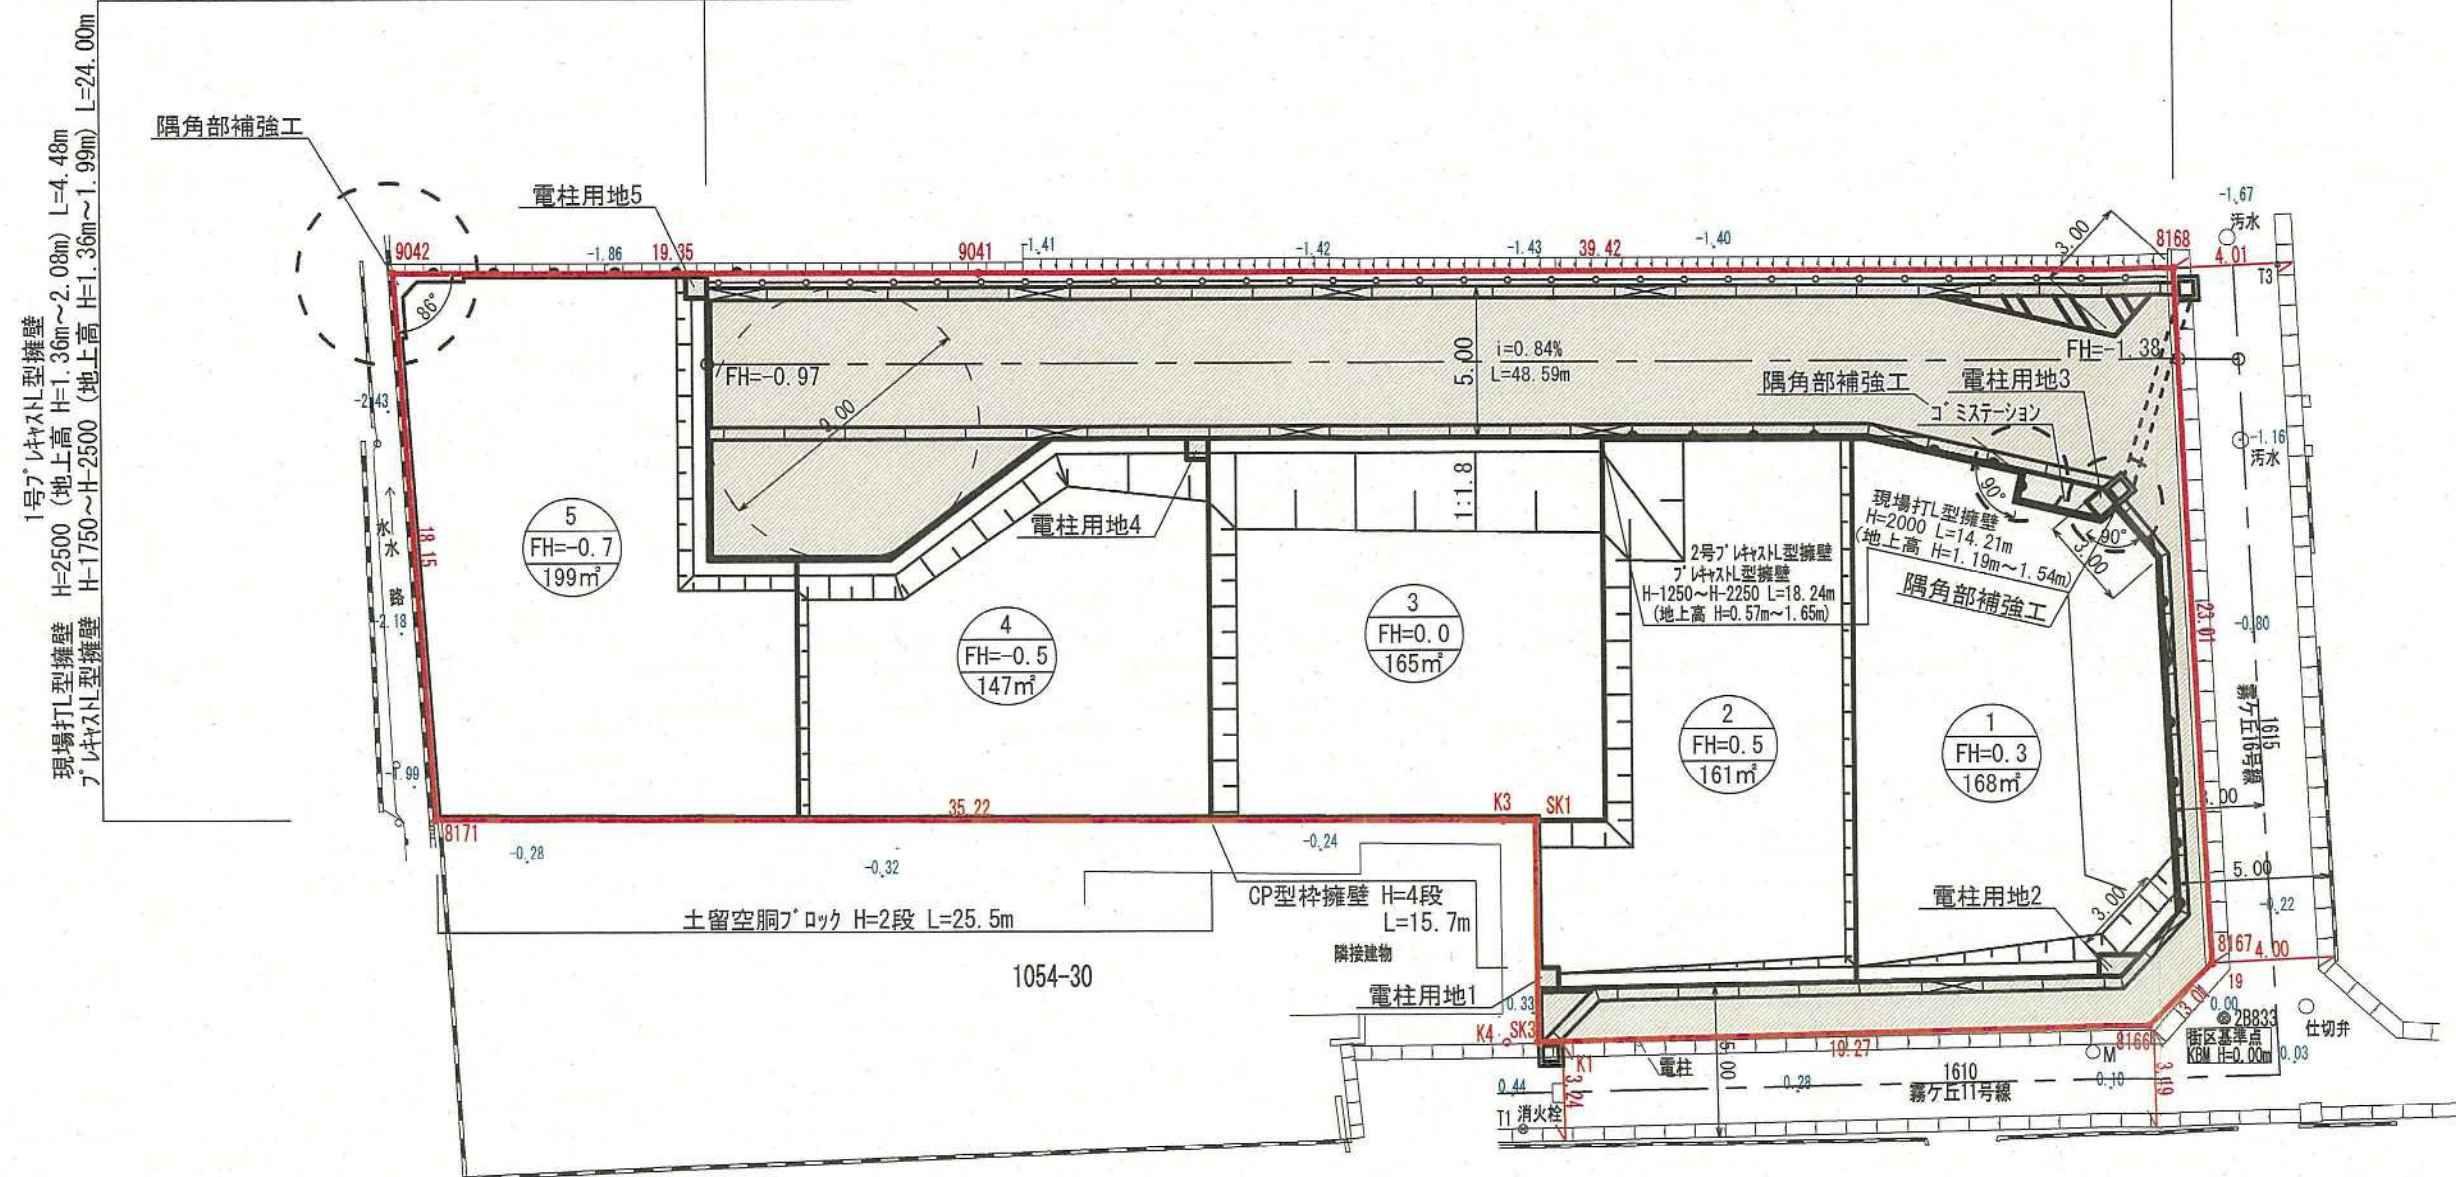 1号プレキャストL型擁壁
現場打L型擁壁 H=2500 (地上高 H=1.36m～2.08m) L=4.48m
プレキャストL型擁壁 H-1750～H-2500 (地上高 H=1.36m～1.99m) L=24.00m
隅角部補強工
電柱用地5
9042
-1.86
19.35
9041
-1.41
-1.42
-1.43
39.42
-1.40
3.00
8168
-1.67
汚水
4.01
T3
86°
FH=-0.97
9.00
5.00
i=0.84%
L=48.59m
FH=-1.38
隅角部補強工
電柱用地3
ゴミステーション
-1.16
汚水
-2.43
水
水
路
18.15
-2.18
-1.99
5
FH=-0.7
199㎡
電柱用地4
1:1.8
4
FH=-0.5
147㎡
3
FH=0.0
165㎡
2号プレキャストL型擁壁
プレキャストL型擁壁
H-1250～H-2250 L=18.24m
(地上高 H=0.57m～1.65m)
90°
現場打L型擁壁
H=2000 L=14.21m
(地上高 H=1.19m～1.54m)
90°
3.00
隅角部補強工
2
FH=0.5
161㎡
1
FH=0.3
168㎡
23.01
-0.80
1615
霧ケ丘16号線
.00
5.00
-0.22
8171
35.22
K3
SK1
-0.28
-0.32
-0.24
土留空洞ブロック H=2段 L=25.5m
CP型枠擁壁 H=4段
L=15.7m
隣接建物
1054-30
電柱用地1
電柱用地2
3.00
8167
4.00
19
3.01
0.00
2B833
街区基準点
KBM H=0.00m
仕切弁
0.03
0.33
K4
SK3
K1
電柱
5.00
19.27
8166
M
3.24
3.19
0.44
0.28
1610
霧ケ丘11号線
0.10
T1
消火栓